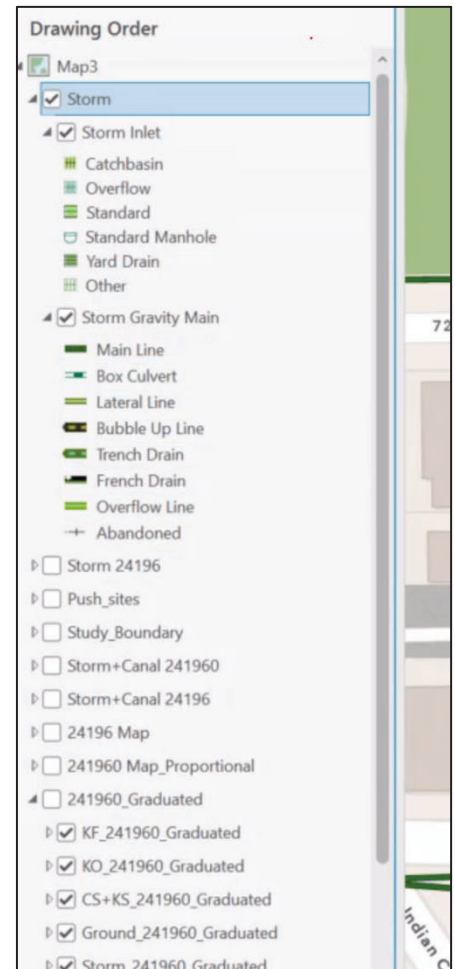 Drawing Order
Map3
Storm
Storm Inlet
Catchbasin
Overflow
Standard
Standard Manhole
Yard Drain
Other
Storm Gravity Main
Main Line
Box Culvert
Lateral Line
Bubble Up Line
Trench Drain
French Drain
Overflow Line
Abandoned
Storm 24196
Push_sites
Study_Boundary
Storm+Canal 241960
Storm+Canal 24196
24196 Map
241960 Map_Proportional
241960_Graduated
KF_241960_Graduated
KO_241960_Graduated
CS+KS_241960_Graduated
Ground_241960_Graduated
Storm_241960_Graduated
72
Indian C